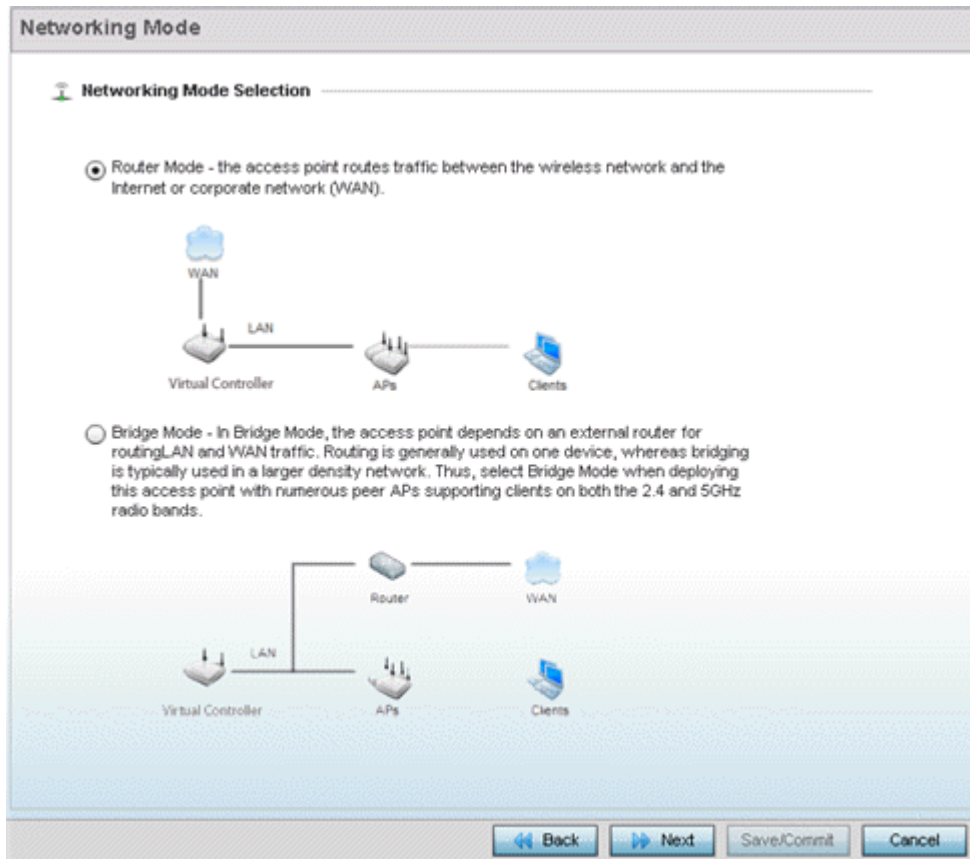 Networking Mode
Networking Mode Selection
Router Mode - the access point routes traffic between the wireless network and the
Internet or corporate network (WAN).
WAN
LAN
Virtual Controller
APs
Clients
Bridge Mode - In Bridge Mode, the access point depends on an external router for
routingLAN and WAN traffic. Routing is generally used on one device, whereas bridging
is typically used in a larger density network. Thus, select Bridge Mode when deploying
this access point with numerous peer APs supporting clients on both the 2.4 and 5GHz
radio bands.
Router
WAN
LAN
Virtual Controller
APs
Clients
Back
Next
Save/Commit
Cancel